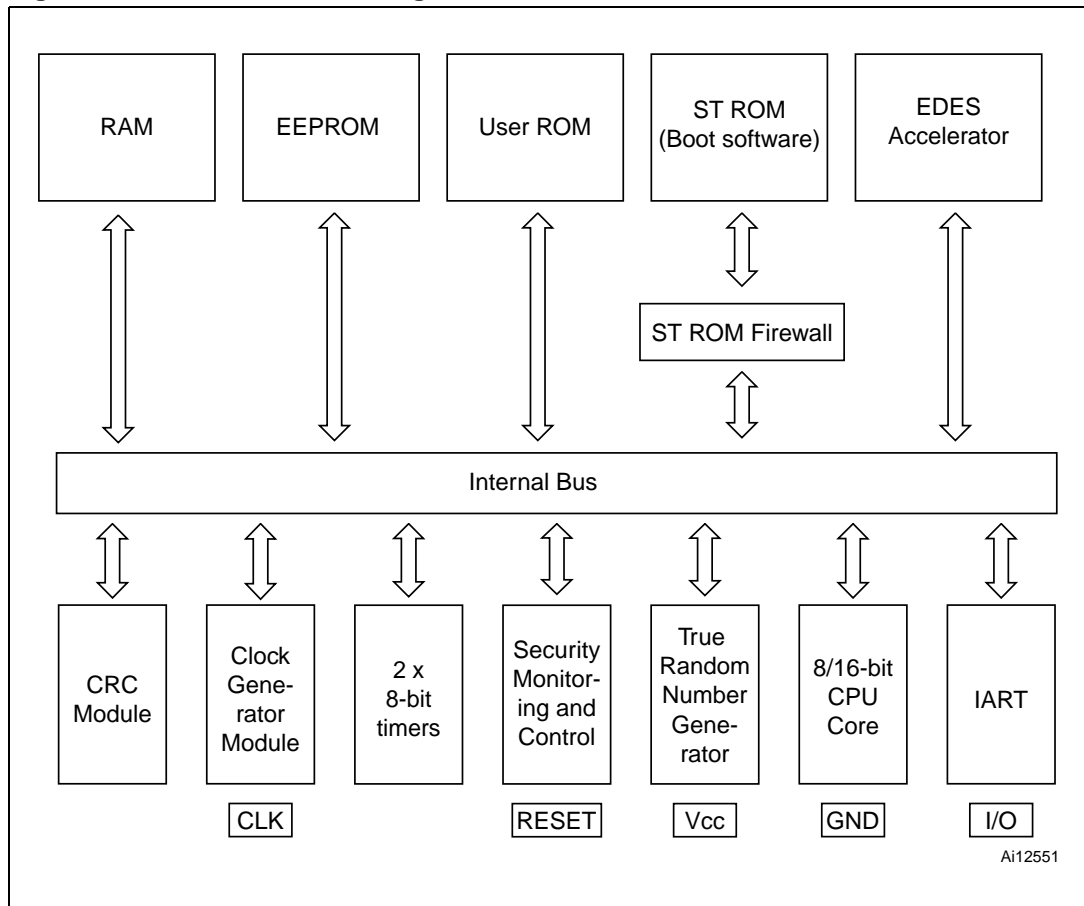 RAM
EEPROM
User ROM
ST ROM
(Boot software)
EDES
Accelerator
ST ROM Firewall
Internal Bus
CRC
Module
Clock
Gene-
rator
Module
2 x
8-bit
timers
Security
Monitor-
ing and
Control
True
Random
Number
Gene-
rator
8/16-bit
CPU
Core
IART
CLK
RESET
Vcc
GND
I/O
Ai12551